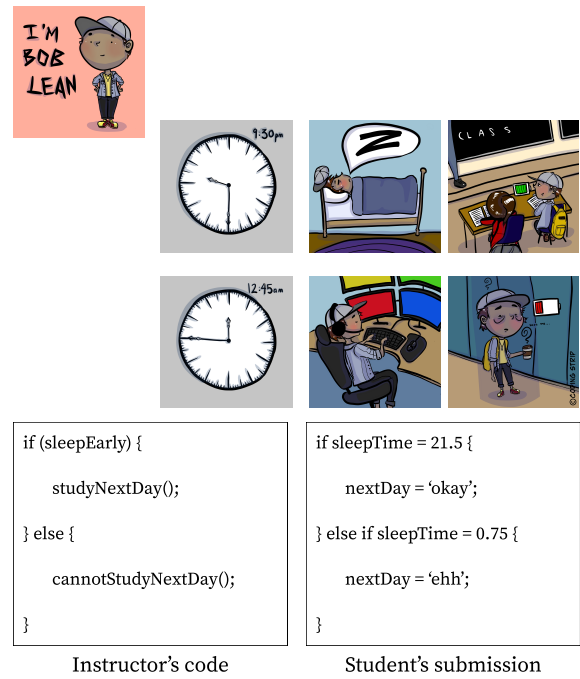 I'M
BOB
LEAN
9:30pm
Z
CLASS
12:45am
?
?
©CODING STRIP
if (sleepEarly) {
studyNextDay();
} else {
cannotStudyNextDay();
}
Instructor’s code
if sleepTime = 21.5 {
nextDay = ‘okay’;
} else if sleepTime = 0.75 {
nextDay = ‘ehh’;
}
Student’s submission